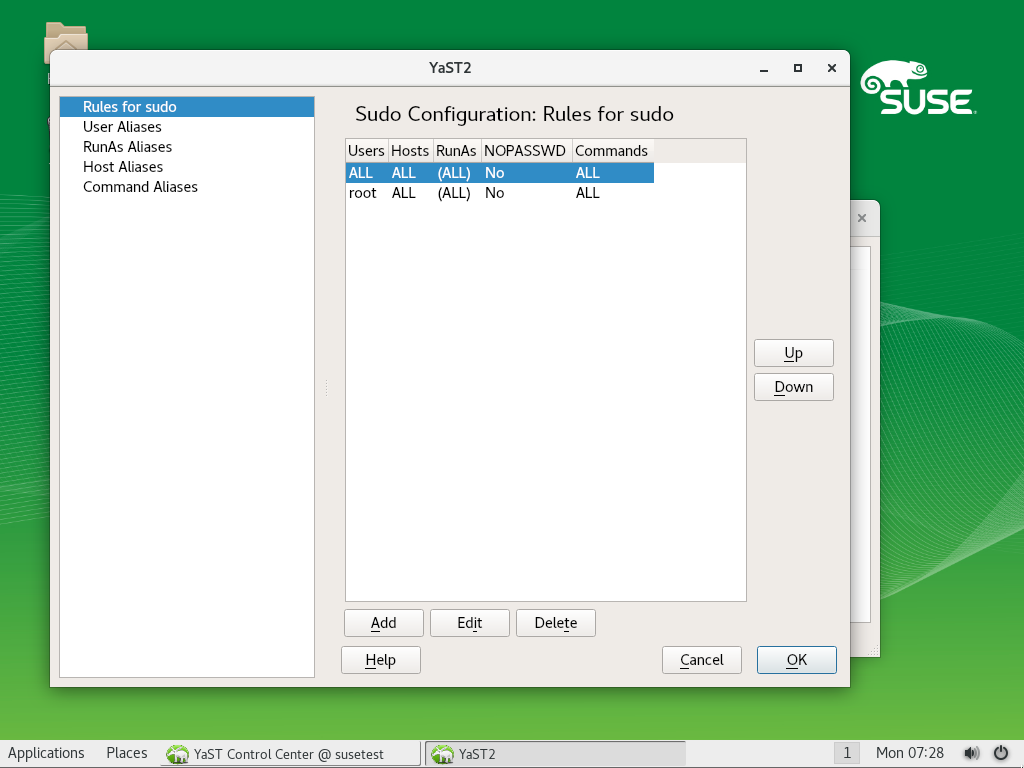 YaST2
Rules for sudo
User Aliases
RunAs Aliases
Host Aliases
Command Aliases
Sudo Configuration: Rules for sudo
Users Hosts RunAs NOPASSWD Commands
ALL ALL (ALL) No ALL
root ALL (ALL) No ALL
SUSE
Up
Down
Add Edit Delete
Help Cancel OK
Applications Places YaST Control Center @ susetest YaST2 1 Mon 07:28